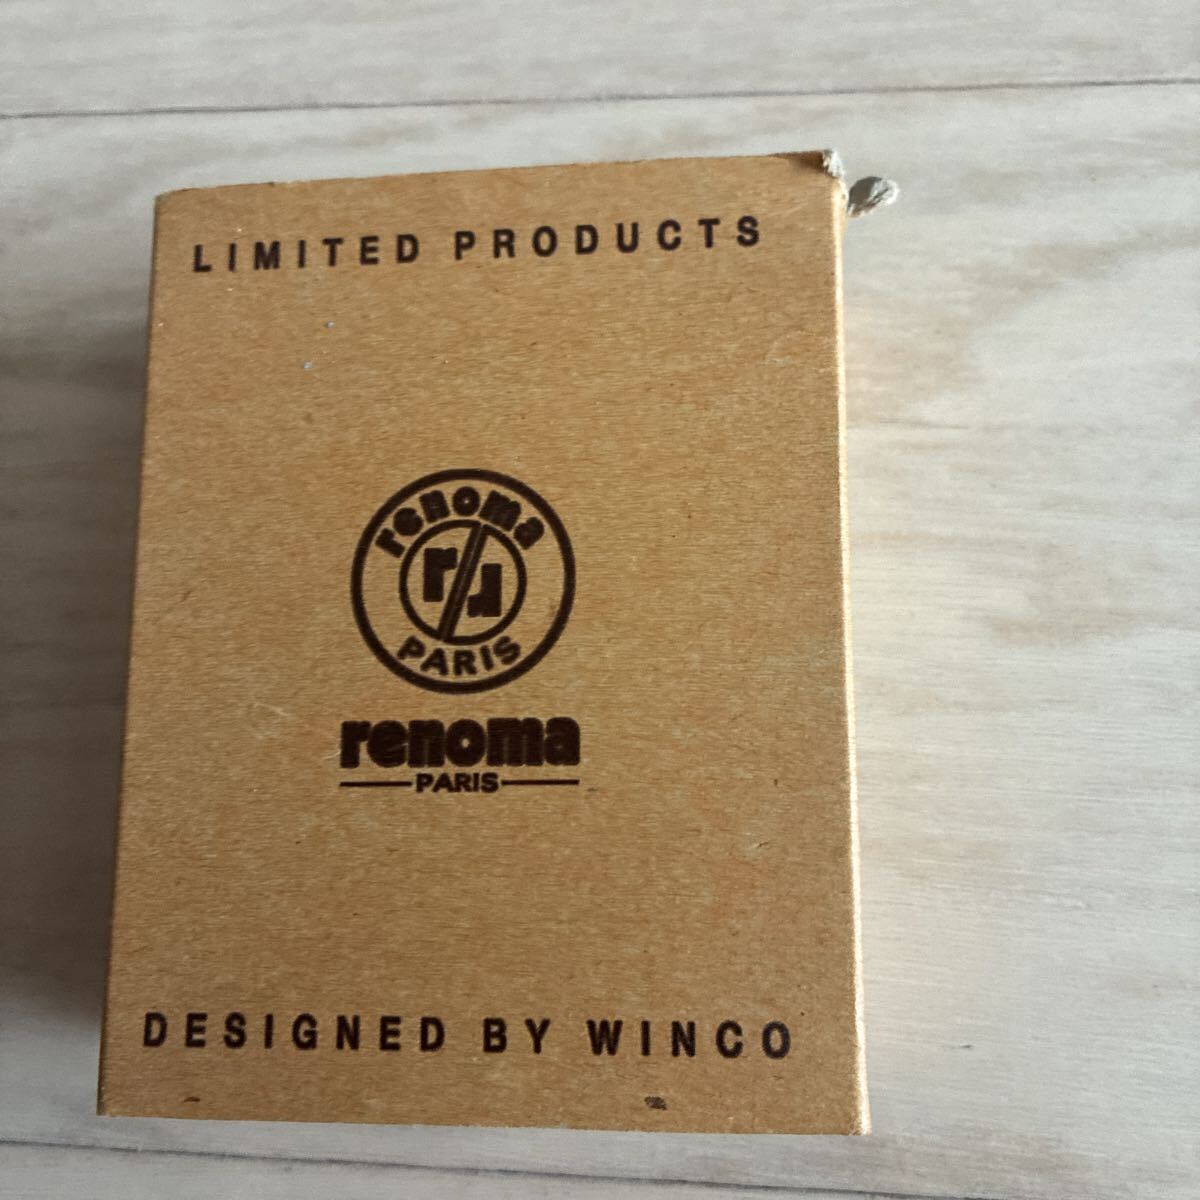 LIMITED PRODUCTS
renoma
r/r
PARIS
renoma
PARIS
DESIGNED BY WINCO